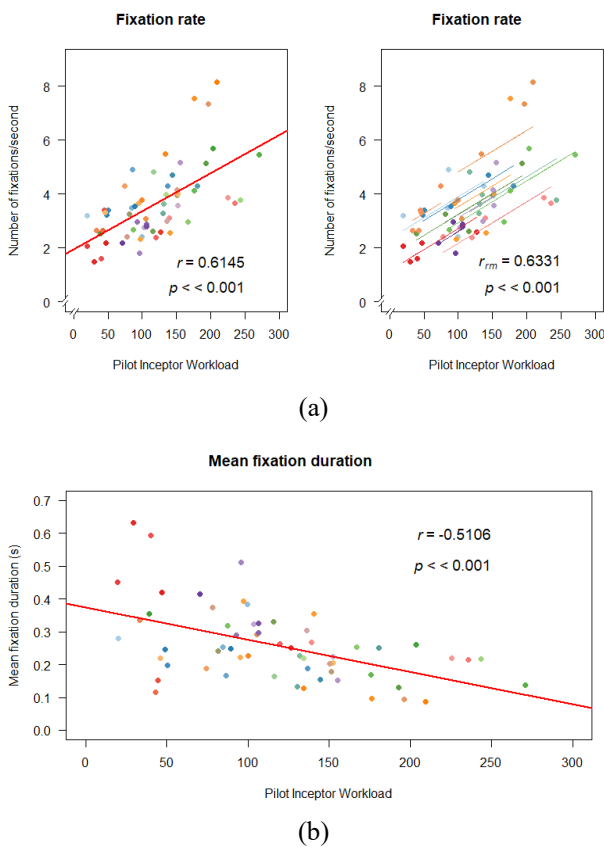 Fixation rate
Number of fixations/second
8
6
4
2
0
r = 0.6145
p < < 0.001
0 50 100 150 200 250 300
Pilot Inceptor Workload
Fixation rate
Number of fixations/second
8
6
4
2
0
r rm = 0.6331
p < < 0.001
0 50 100 150 200 250 300
Pilot Inceptor Workload
(a)
Mean fixation duration
Mean fixation duration (s)
0.7
0.6
0.5
0.4
0.3
0.2
0.1
0.0
r = -0.5106
p < < 0.001
0 50 100 150 200 250 300
Pilot Inceptor Workload
(b)